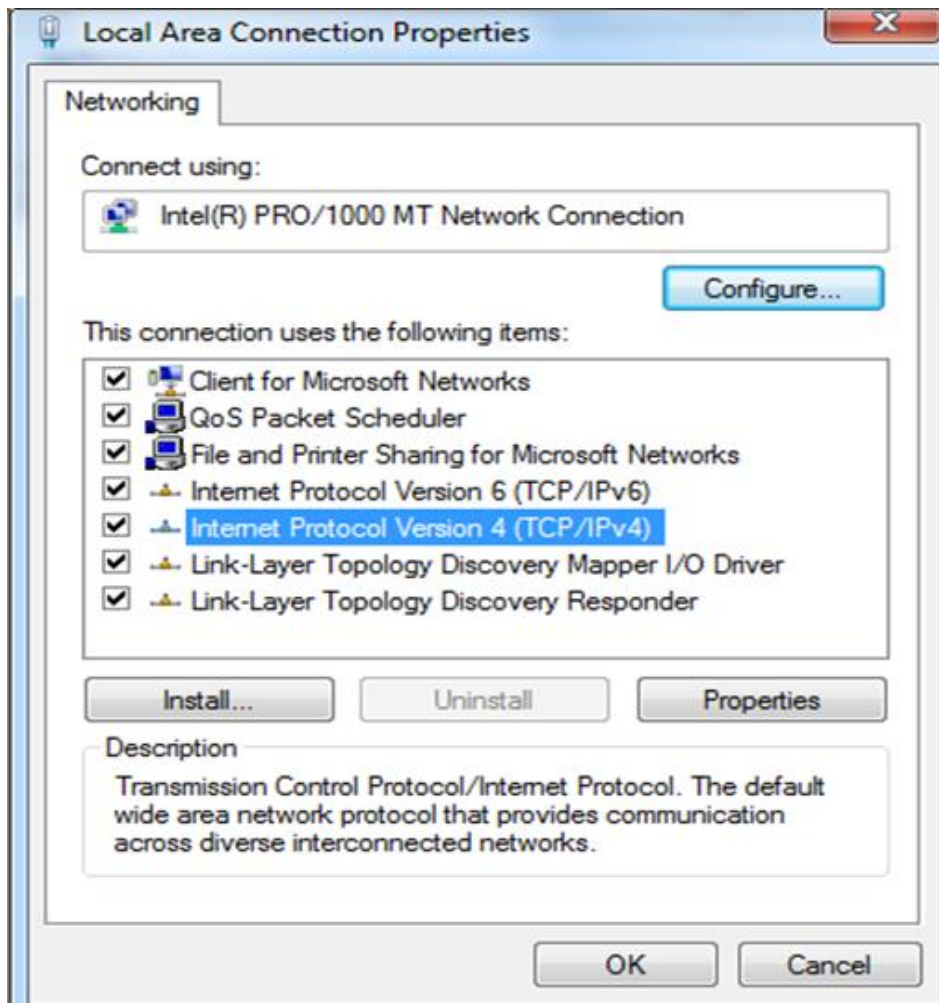 Local Area Connection Properties
Networking
Connect using:
Intel(R) PRO/1000 MT Network Connection
Configure...
This connection uses the following items:
Client for Microsoft Networks
QoS Packet Scheduler
File and Printer Sharing for Microsoft Networks
Internet Protocol Version 6 (TCP/IPv6)
Internet Protocol Version 4 (TCP/IPv4)
Link-Layer Topology Discovery Mapper I/O Driver
Link-Layer Topology Discovery Responder
Install... Uninstall Properties
Description
Transmission Control Protocol/Internet Protocol. The default
wide area network protocol that provides communication
across diverse interconnected networks.
OK Cancel